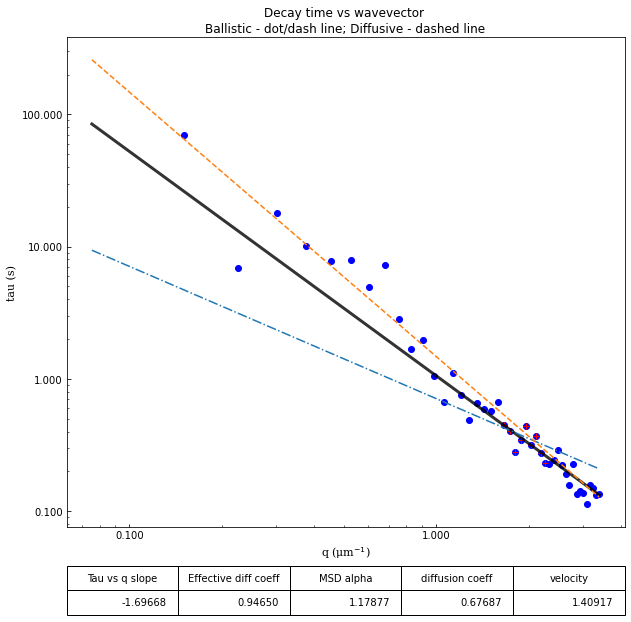 Decay time vs wavevector
Ballistic - dot/dash line; Diffusive - dashed line
100.000
10.000
1.000
0.100
tau (s)
0.100 1.000
q (μm⁻¹)
Tau vs q slope Effective diff coeff MSD alpha diffusion coeff velocity
-1.69668 0.94650 1.17877 0.67687 1.40917